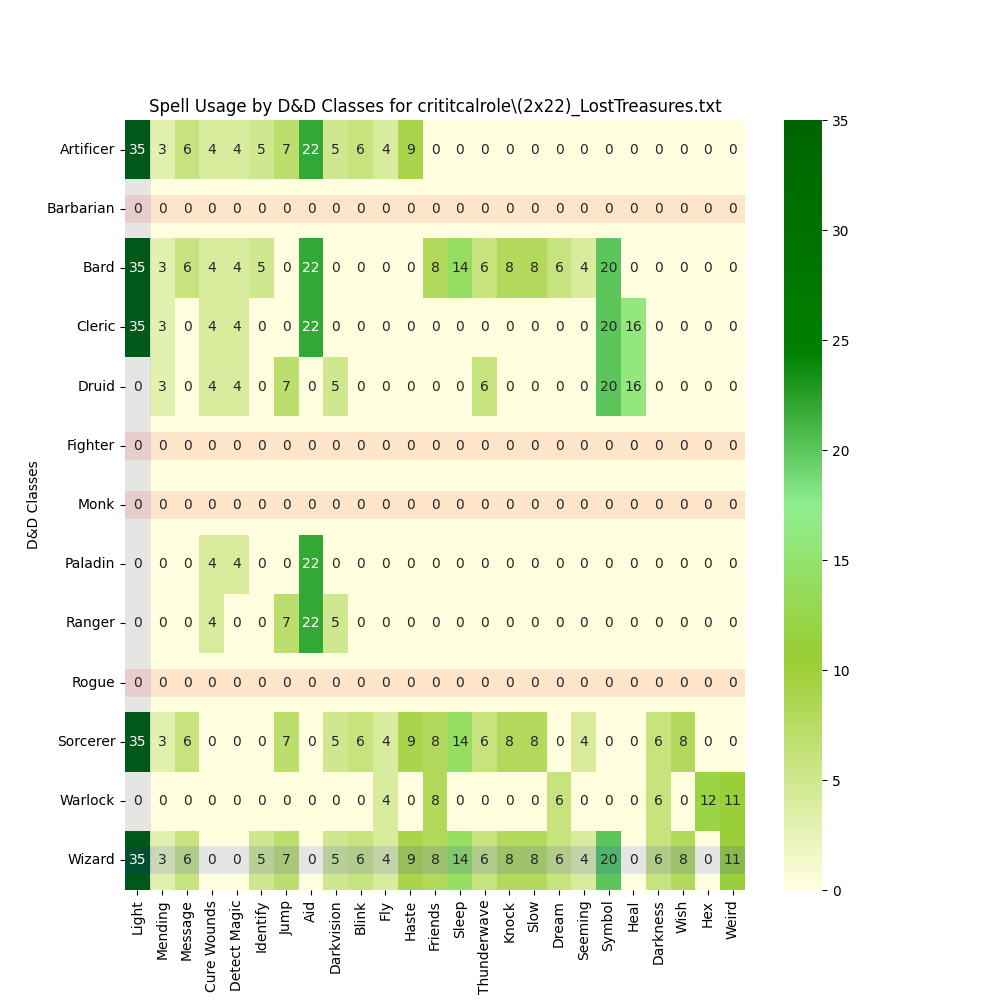 Spell Usage by D&D Classes for crititcalrole\(2x22)_LostTreasures.txt
D&D Classes
Artificer 35 3 6 4 4 5 7 22 5 6 4 9 0 0 0 0 0 0 0 0 0 0 0 0 0
Barbarian 0 0 0 0 0 0 0 0 0 0 0 0 0 0 0 0 0 0 0 0 0 0 0 0 0
Bard 35 3 6 4 4 5 0 22 0 0 0 0 8 14 6 8 8 6 4 20 0 0 0 0 0
Cleric 35 3 0 4 4 0 0 22 0 0 0 0 0 0 0 0 0 0 0 20 16 0 0 0 0
Druid 0 3 0 4 4 0 7 0 5 0 0 0 0 0 6 0 0 0 0 20 16 0 0 0 0
Fighter 0 0 0 0 0 0 0 0 0 0 0 0 0 0 0 0 0 0 0 0 0 0 0 0 0
Monk 0 0 0 0 0 0 0 0 0 0 0 0 0 0 0 0 0 0 0 0 0 0 0 0 0
Paladin 0 0 0 4 4 0 0 22 0 0 0 0 0 0 0 0 0 0 0 0 0 0 0 0 0
Ranger 0 0 0 4 0 0 7 22 5 0 0 0 0 0 0 0 0 0 0 0 0 0 0 0 0
Rogue 0 0 0 0 0 0 0 0 0 0 0 0 0 0 0 0 0 0 0 0 0 0 0 0 0
Sorcerer 35 3 6 0 0 0 7 0 5 6 4 9 8 14 6 8 8 0 4 0 0 6 8 0 0
Warlock 0 0 0 0 0 0 0 0 0 0 4 0 8 0 0 0 0 6 0 0 0 6 0 12 11
Wizard 35 3 6 0 0 5 7 0 5 6 4 9 8 14 6 8 8 6 4 20 0 6 8 0 11
Light
Mending
Message
Cure Wounds
Detect Magic
Identify
Jump
Aid
Darkvision
Blink
Fly
Haste
Friends
Sleep
Thunderwave
Knock
Slow
Dream
Seeming
Symbol
Heal
Darkness
Wish
Hex
Weird
35
30
25
20
15
10
5
0